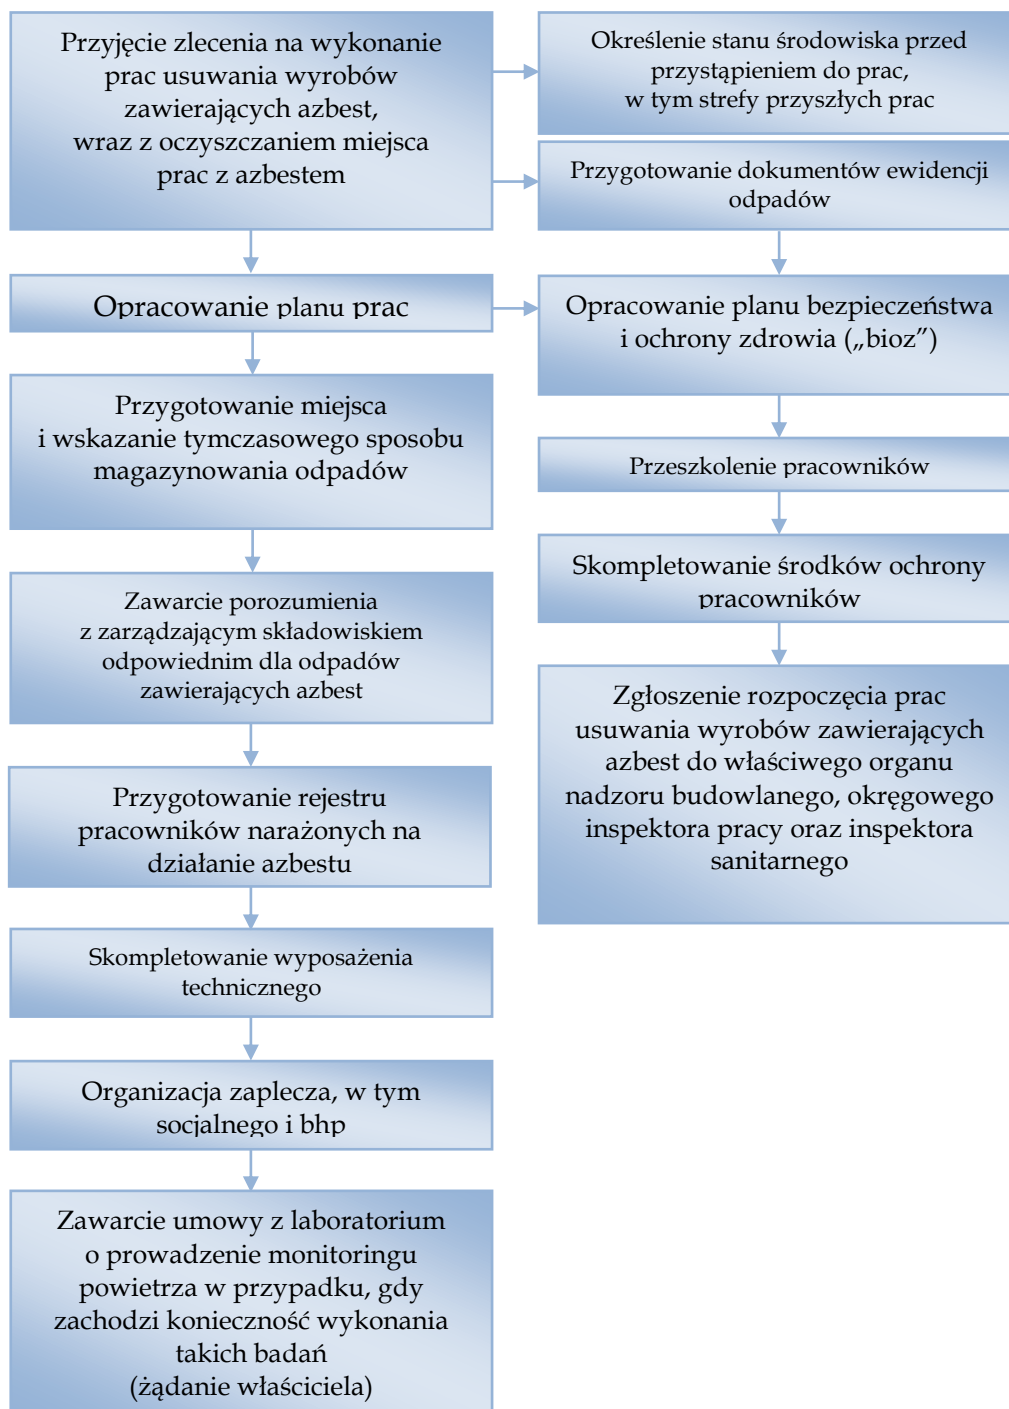 Przyjęcie zlecenia na wykonanie
prac usuwania wyrobów
zawierających azbest,
wraz z oczyszczaniem miejsca
prac z azbestem
Określenie stanu środowiska przed
przystąpieniem do prac,
w tym strefy przyszłych prac
Przygotowanie dokumentów ewidencji
odpadów
Opracowanie planu prac
Opracowanie planu bezpieczeństwa
i ochrony zdrowia („bioz”)
Przygotowanie miejsca
i wskazanie tymczasowego sposobu
magazynowania odpadów
Przeszkolenie pracowników
Skompletowanie środków ochrony
pracowników
Zawarcie porozumienia
z zarządzającym składowiskiem
odpowiednim dla odpadów
zawierających azbest
Zgłoszenie rozpoczęcia prac
usuwania wyrobów zawierających
azbest do właściwego organu
nadzoru budowlanego, okręgowego
inspektora pracy oraz inspektora
sanitarnego
Przygotowanie rejestru
pracowników narażonych na
działanie azbestu
Skompletowanie wyposażenia
technicznego
Organizacja zaplecza, w tym
socjalnego i bhp
Zawarcie umowy z laboratorium
o prowadzenie monitoringu
powietrza w przypadku, gdy
zachodzi konieczność wykonania
takich badań
(żądanie właściciela)